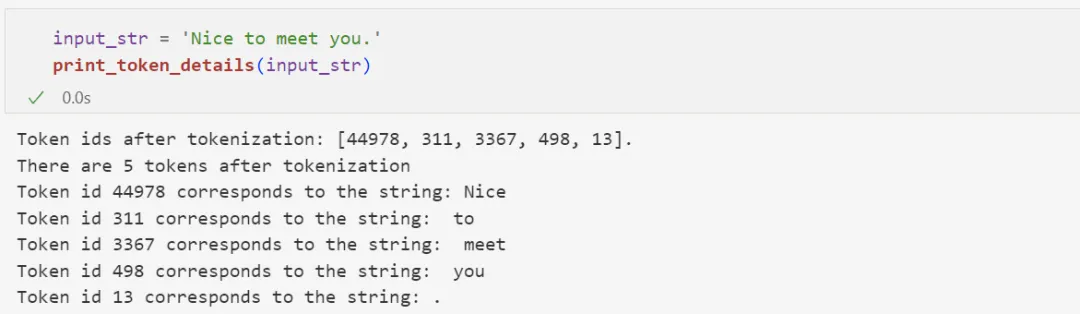 input_str = 'Nice to meet you.'
print_token_details(input_str)
✓ 0.0s
Token ids after tokenization: [44978, 311, 3367, 498, 13].
There are 5 tokens after tokenization
Token id 44978 corresponds to the string: Nice
Token id 311 corresponds to the string:  to
Token id 3367 corresponds to the string:  meet
Token id 498 corresponds to the string:  you
Token id 13 corresponds to the string: .